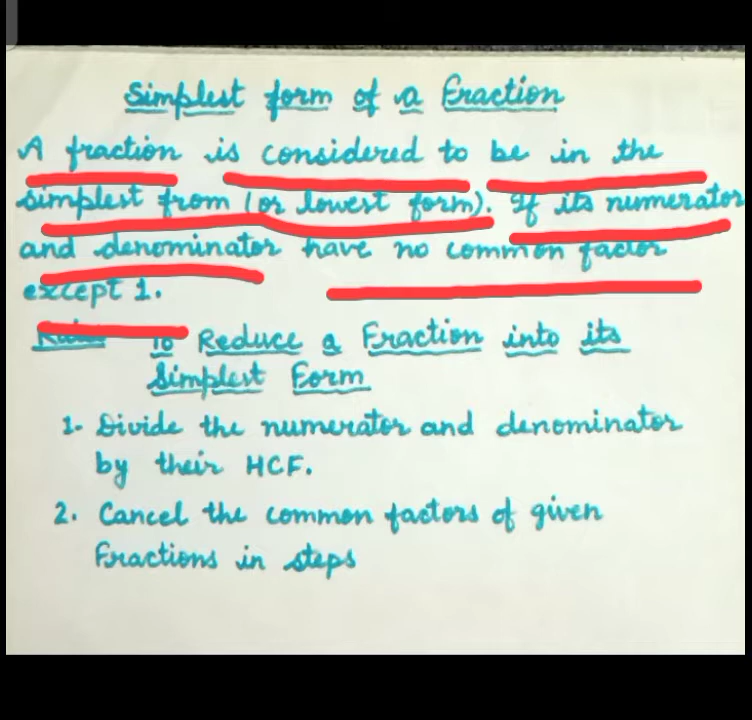 Simplest form of a Fraction
A fraction is considered to be in the
simplest from (or lowest form). If its numerator
and denominator have no common factor
except 1.
To Reduce a Fraction into its
Simplest Form
1. Divide the numerator and denominator
by their HCF.
2. Cancel the common factors of given
Fractions in steps